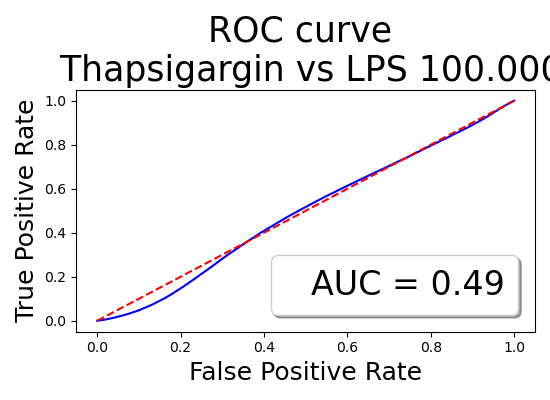 ROC curve
Thapsigargin vs LPS 100.000
True Positive Rate
1.0
0.8
0.6
0.4
0.2
0.0
AUC = 0.49
0.0 0.2 0.4 0.6 0.8 1.0
False Positive Rate